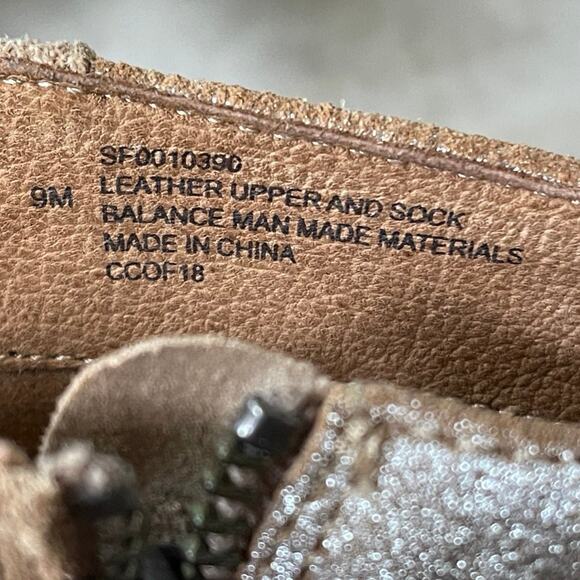 SF0010390
9M LEATHER UPPER AND SOCK
BALANCE MAN MADE MATERIALS
MADE IN CHINA
CCOF18